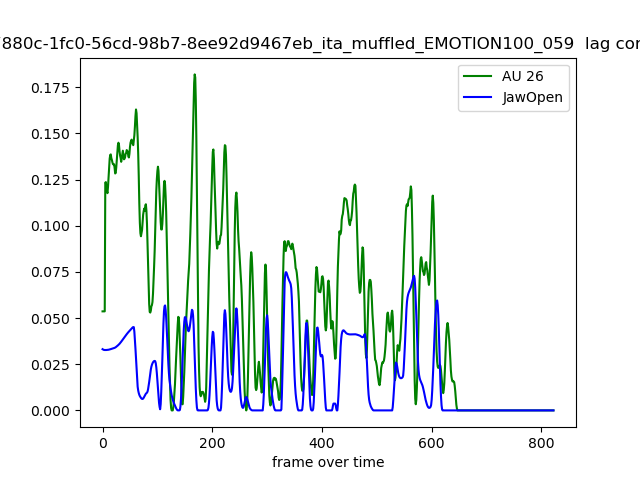 7880c-1fc0-56cd-98b7-8ee92d9467eb_ita_muffled_EMOTION100_059  lag cor
AU 26
JawOpen
0.175
0.150
0.125
0.100
0.075
0.050
0.025
0.000
0 200 400 600 800
frame over time